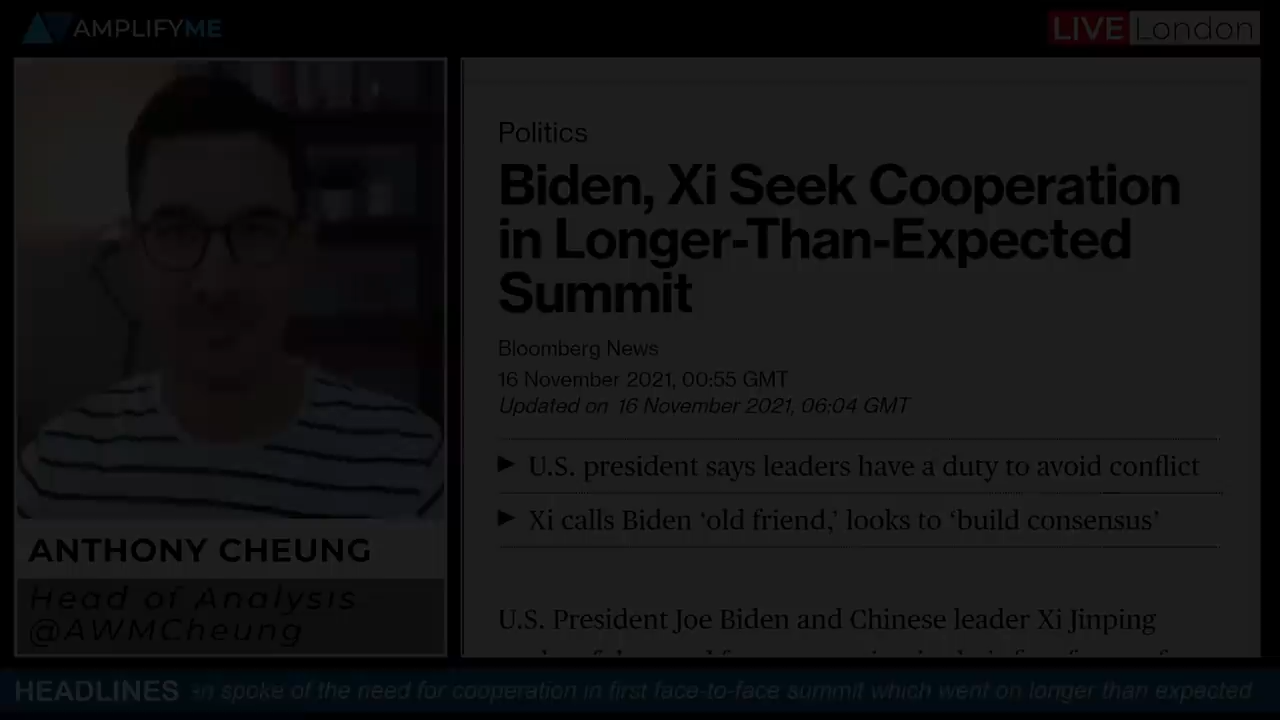 AMPLIFYME
LIVE London
Politics
Biden, Xi Seek Cooperation
in Longer-Than-Expected
Summit
Bloomberg News
16 November 2021, 00:55 GMT
Updated on 16 November 2021, 06:04 GMT
U.S. president says leaders have a duty to avoid conflict
Xi calls Biden ‘old friend,’ looks to ‘build consensus’
U.S. President Joe Biden and Chinese leader Xi Jinping
ANTHONY CHEUNG
Head of Analysis
@AWMCheung
HEADLINES spoke of the need for cooperation in first face-to-face summit which went on longer than expected